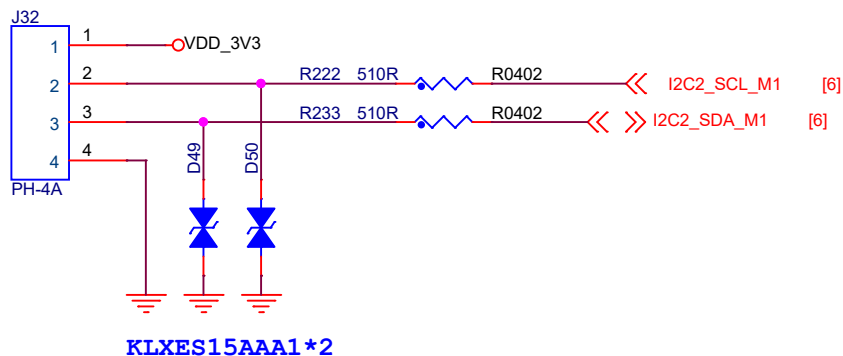 J32
1 1 VDD_3V3
2 2 R222 510R R0402 I2C2_SCL_M1 [6]
3 3 R233 510R R0402 I2C2_SDA_M1 [6]
D49 D50
4 4
PH-4A
KLXES15AAA1*2